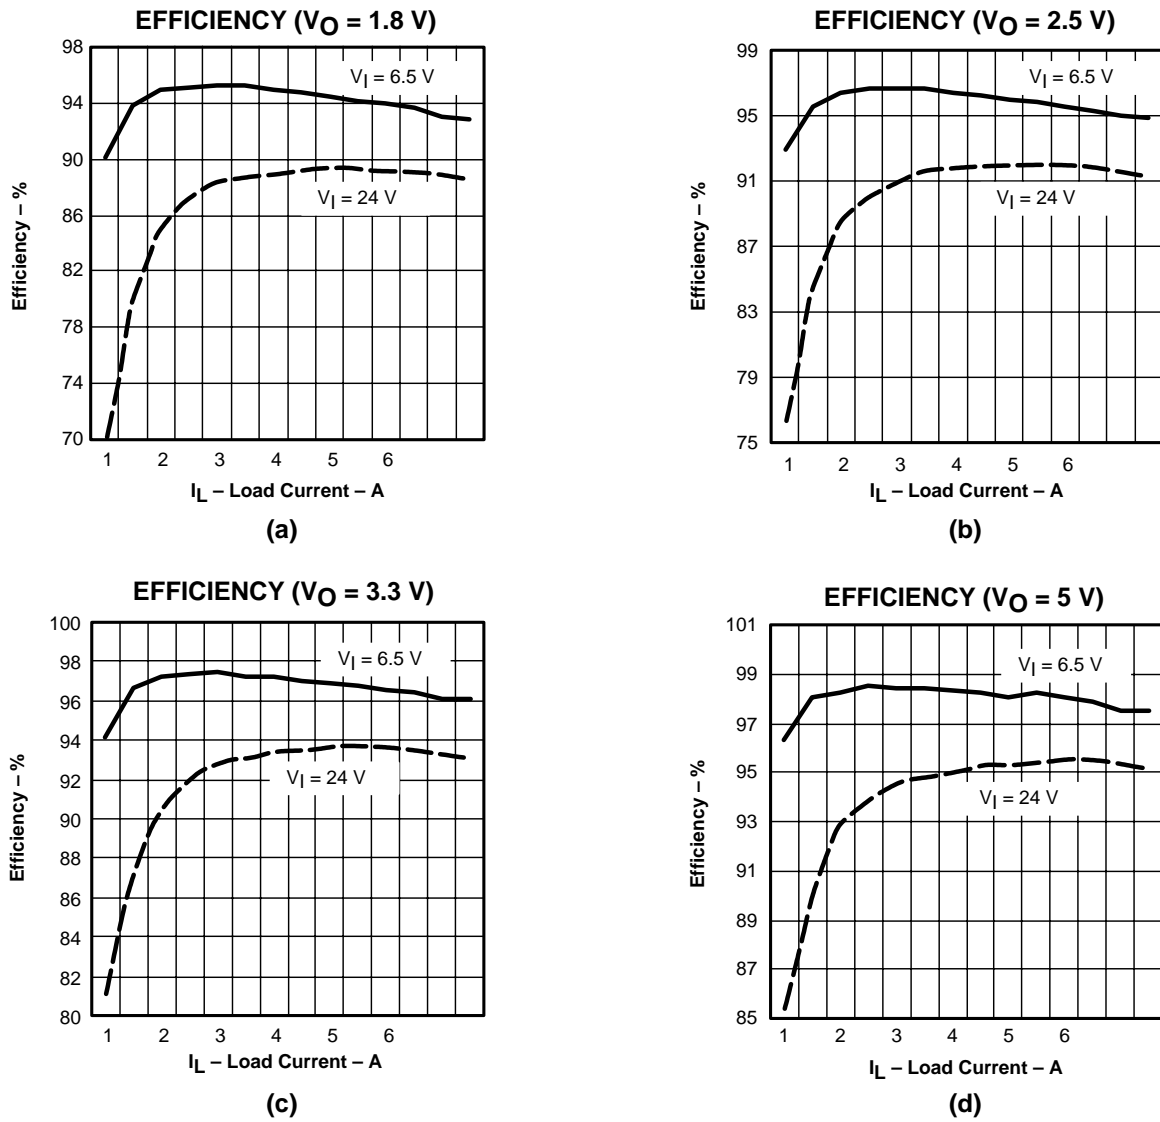 EFFICIENCY (VO = 1.8 V)
98
94
90
86
82
78
74
70
Efficiency – %
VI = 6.5 V
VI = 24 V
1 2 3 4 5 6
IL – Load Current – A
(a)
EFFICIENCY (VO = 2.5 V)
99
95
91
87
83
79
75
Efficiency – %
VI = 6.5 V
VI = 24 V
1 2 3 4 5 6
IL – Load Current – A
(b)
EFFICIENCY (VO = 3.3 V)
100
98
96
94
92
90
88
86
84
82
80
Efficiency – %
VI = 6.5 V
VI = 24 V
1 2 3 4 5 6
IL – Load Current – A
(c)
EFFICIENCY (VO = 5 V)
101
99
97
95
93
91
89
87
85
Efficiency – %
VI = 6.5 V
VI = 24 V
1 2 3 4 5 6
IL – Load Current – A
(d)